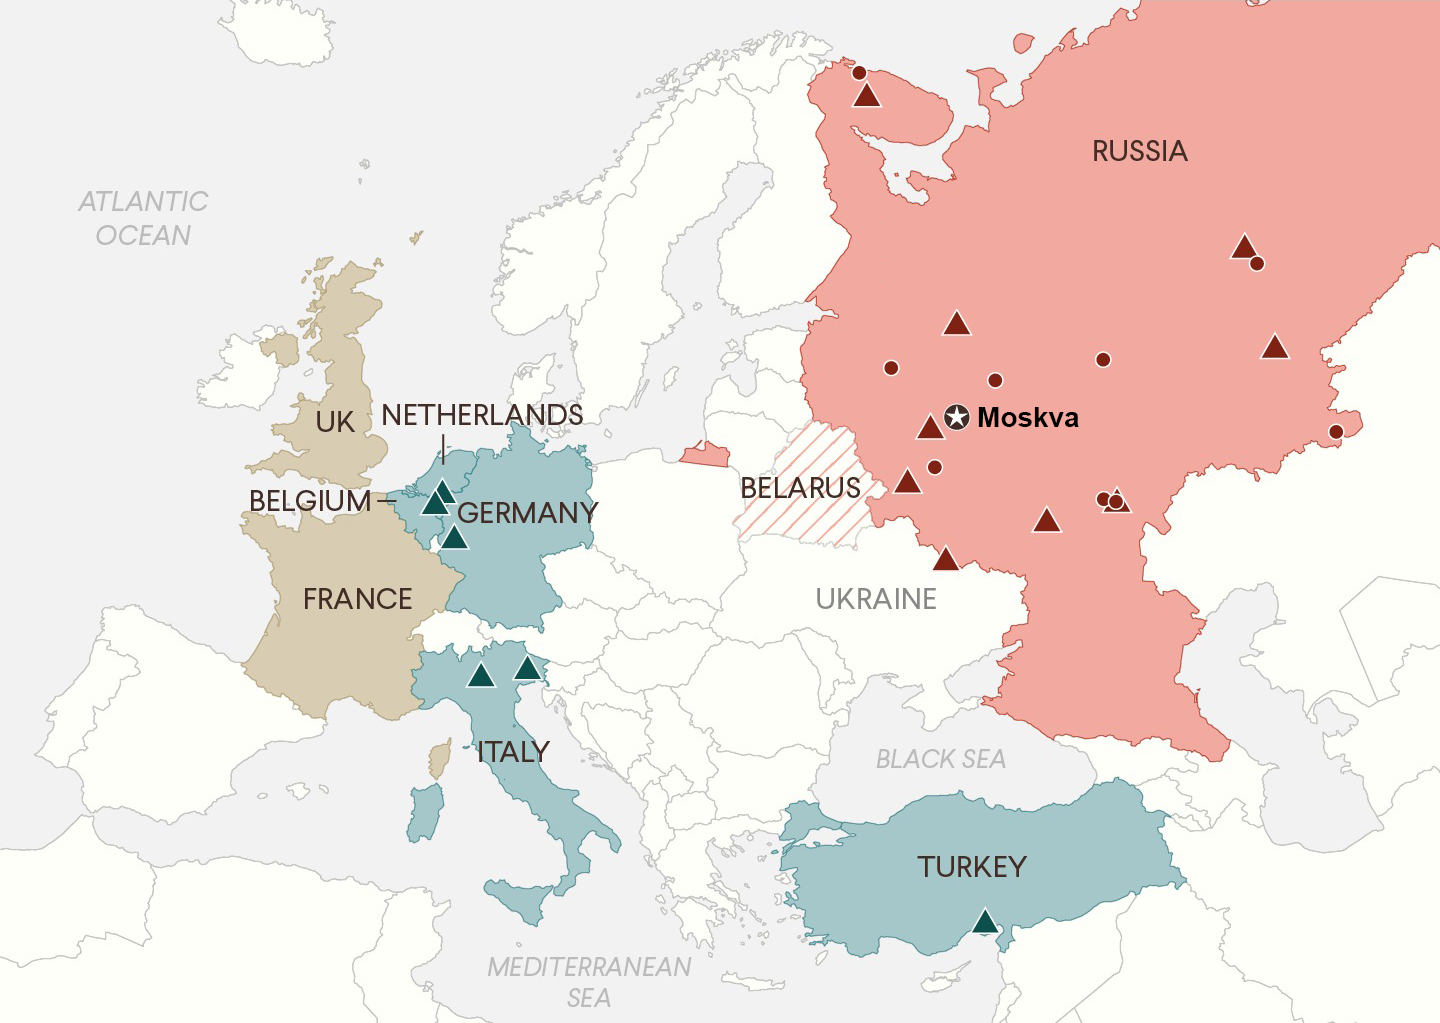 RUSSIA
ATLANTIC
OCEAN
NETHERLANDS
UK
Moskva
BELARUS
BELGIUM
GERMANY
FRANCE
UKRAINE
ITALY
BLACK SEA
TURKEY
MEDITERRANEAN
SEA